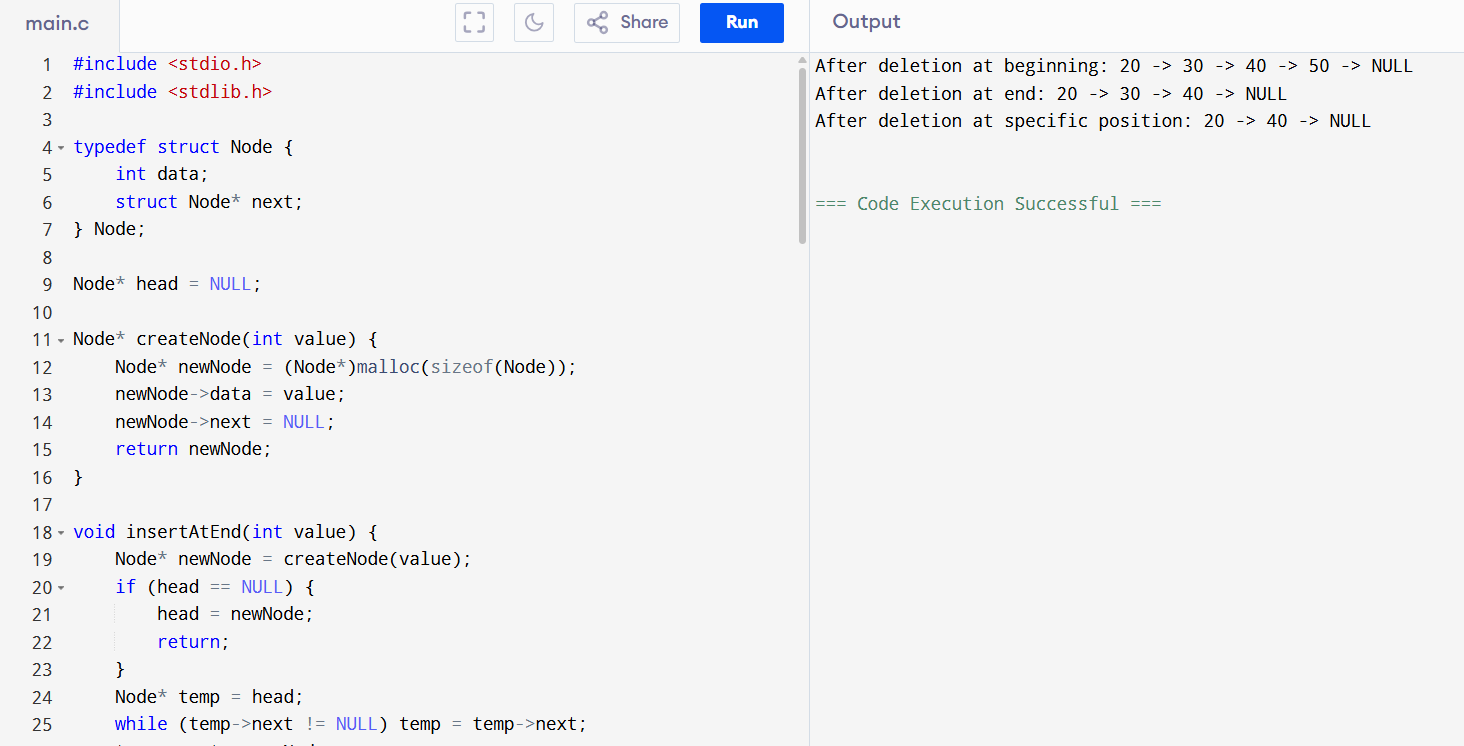 main.c
Share
Run
Output
1 #include <stdio.h>
2 #include <stdlib.h>
3
4 typedef struct Node {
5     int data;
6     struct Node* next;
7 } Node;
8
9 Node* head = NULL;
10
11 Node* createNode(int value) {
12     Node* newNode = (Node*)malloc(sizeof(Node));
13     newNode->data = value;
14     newNode->next = NULL;
15     return newNode;
16 }
17
18 void insertAtEnd(int value) {
19     Node* newNode = createNode(value);
20     if (head == NULL) {
21         head = newNode;
22         return;
23     }
24     Node* temp = head;
25     while (temp->next != NULL) temp = temp->next;
After deletion at beginning: 20 -> 30 -> 40 -> 50 -> NULL
After deletion at end: 20 -> 30 -> 40 -> NULL
After deletion at specific position: 20 -> 40 -> NULL
=== Code Execution Successful ===